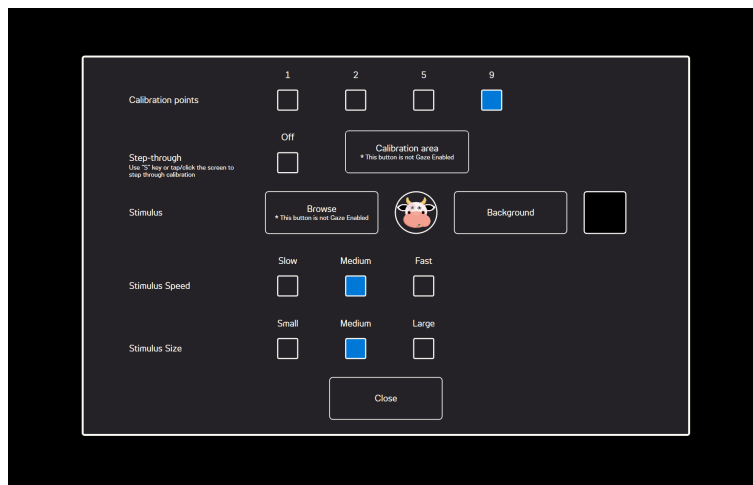 1 2 5 9
Calibration points
Off
Calibration area
* This button is not Gaze Enabled
Step-through
Use "S" key or tap/click the screen to
step through calibration
Stimulus
Browse
* This button is not Gaze Enabled
Background
Slow Medium Fast
Stimulus Speed
Small Medium Large
Stimulus Size
Close